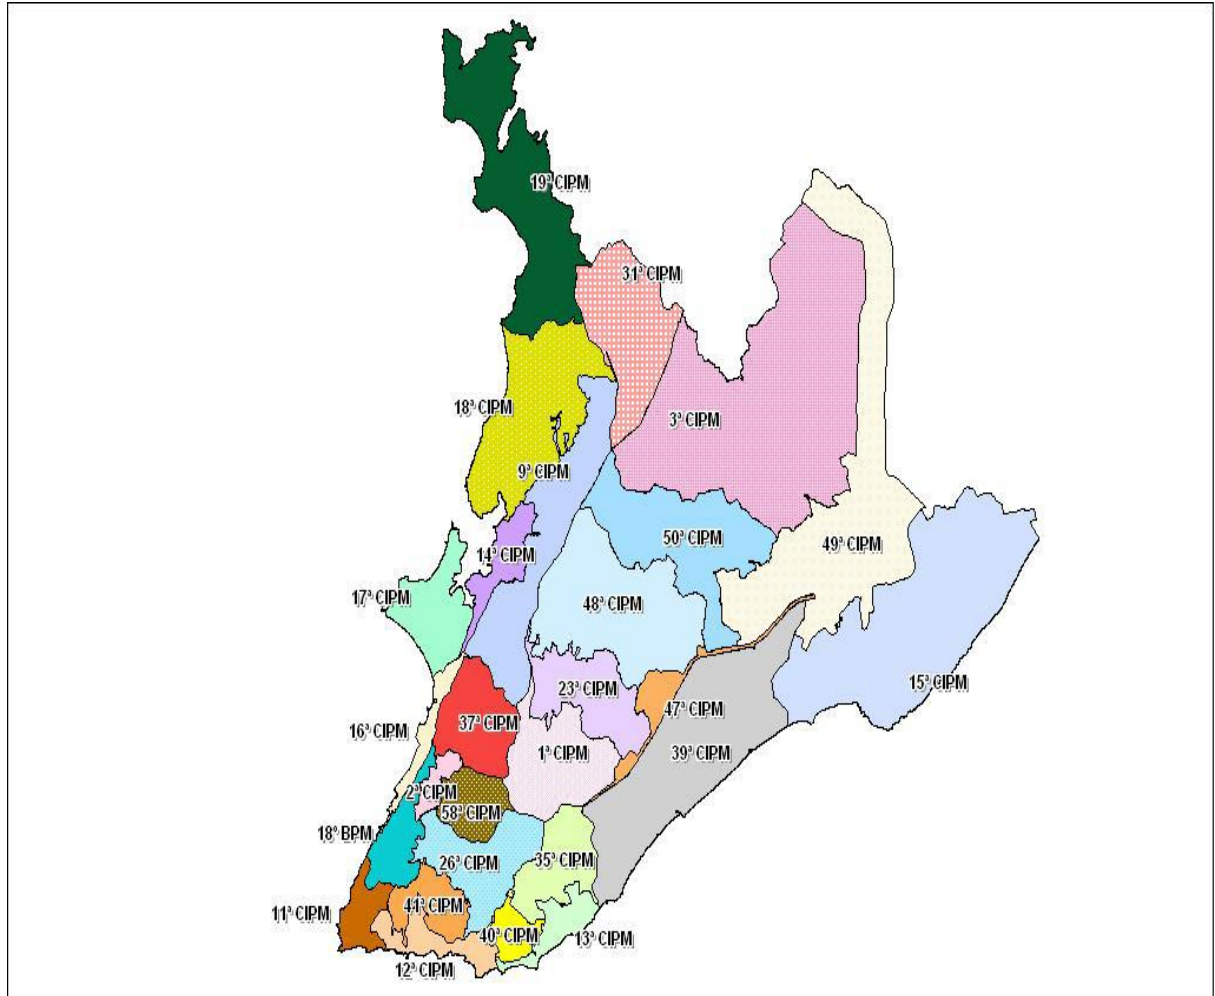 19ª CIPM
31ª CIPM
18ª CIPM
3ª CIPM
9ª CIPM
50ª CIPM
49ª CIPM
14ª CIPM
17ª CIPM
48ª CIPM
15ª CIPM
23ª CIPM
47ª CIPM
16ª CIPM
37ª CIPM
1ª CIPM
39ª CIPM
2ª CIPM
58ª CIPM
18º BPM
26ª CIPM
35ª CIPM
11ª CIPM
41ª CIPM
40ª CIPM
13ª CIPM
12ª CIPM